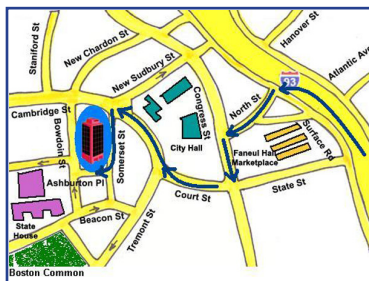 Staniford St
New Chardon St
Hanover St
New Sudbury St
93
Atlantic Ave
Cambridge St
Congress St
North St
Bowdoin St
Somerset St
City Hall
Faneuil Hall
Marketplace
Surface Rd
Ashburton Pl
Court St
State St
State
House
Beacon St
Tremont St
Boston Common